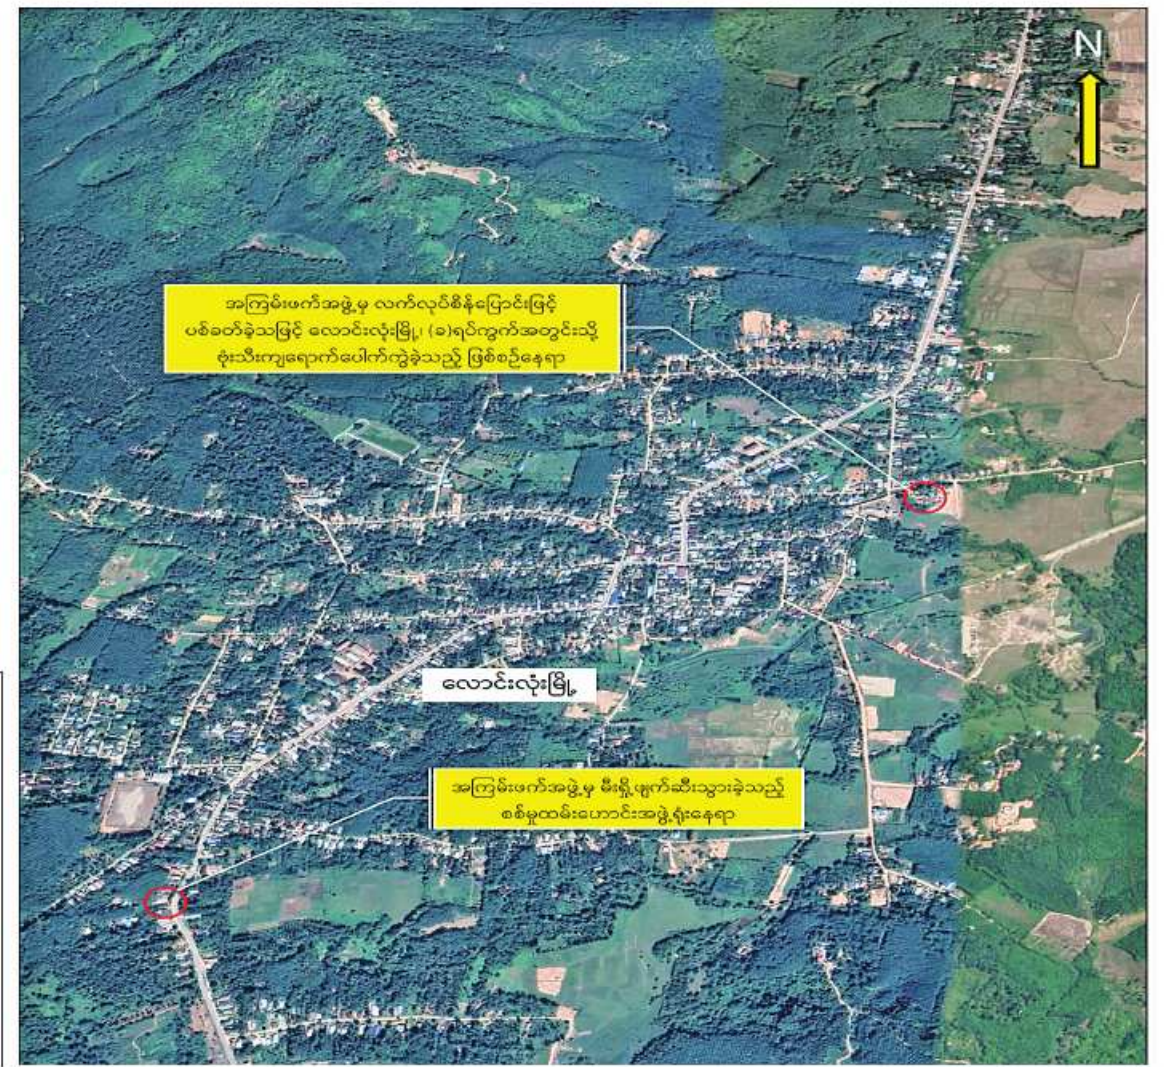 N
အကြမ်းဖက်အဖွဲ့မှ လက်လုပ်စိန်ပြောင်းဖြင့်
ပစ်ခတ်ခဲ့သဖြင့် လောင်းလုံးမြို့၊ (ခ)ရပ်ကွက်အတွင်းသို့
ဗုံးသီးကျရောက်ပေါက်ကွဲခဲ့သည့် ဖြစ်စဉ်နေရာ
လောင်းလုံးမြို့
အကြမ်းဖက်အဖွဲ့မှ မီးရှို့ဖျက်ဆီးသွားခဲ့သည့်
စစ်မှုထမ်းဟောင်းအဖွဲ့ရုံးနေရာ